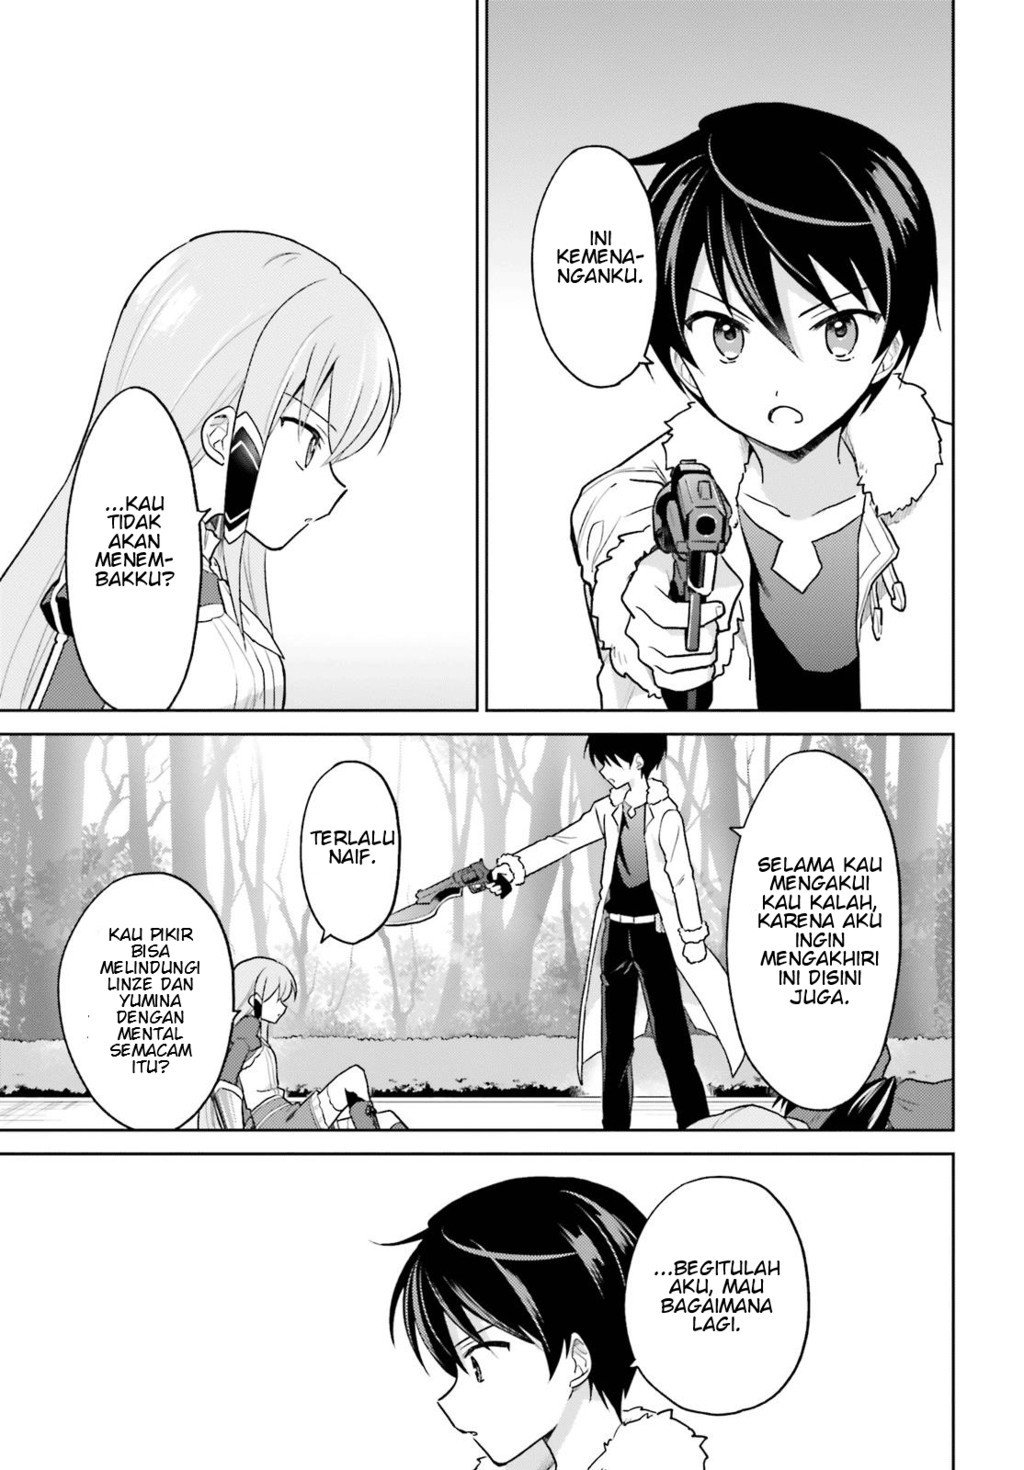 INI
KEMENA-
NGANKU.
...KAU
TIDAK
AKAN
MENEM-
BAKKU?
SELAMA KAU
MENGAKUI
KAU KALAH,
KARENA AKU
INGIN
MENGAKHIRI
INI DISINI
JUGA.
TERLALU
NAIF.
KAU PIKIR
BISA
MELINDUNGI
LINZE DAN
YUMINA
DENGAN
MENTAL
SEMACAM
ITU?
...BEGITULAH
AKU, MAU
BAGAIMANA
LAGI.